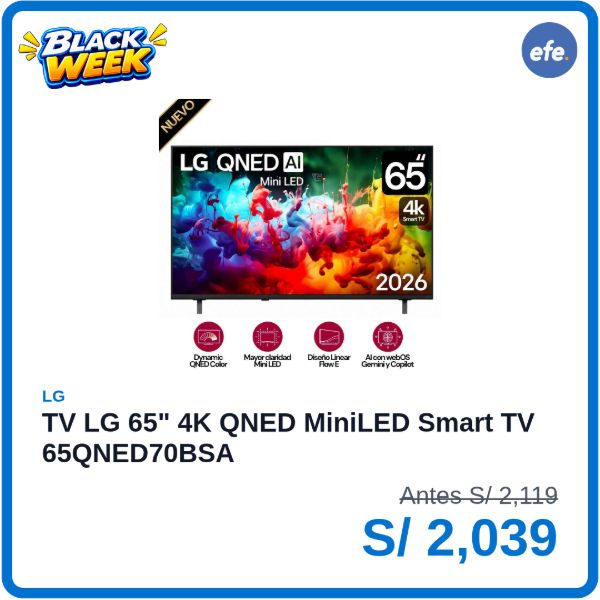 BLACK
WEEK
efe.
NUEVO
LG QNED AI
Mini LED
65"
4k
Smart TV
2026
Dynamic
QNED Color
Mayor claridad
Mini LED
Diseño Linear
Flow E
AI con webOS
Gemini y Copilot
LG
TV LG 65" 4K QNED MiniLED Smart TV
65QNED70BSA
Antes S/ 2,119
S/ 2,039